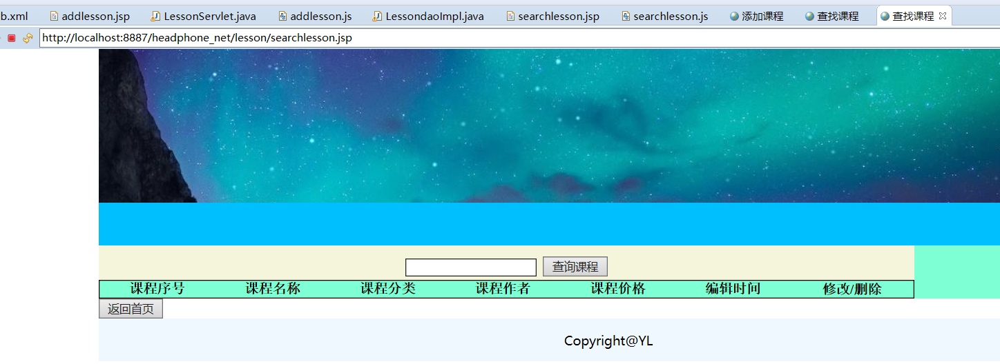 b.xml addlesson.jsp LessonServlet.java addlesson.js LessondaoImpl.java searchlesson.jsp searchlesson.js 添加课程 查找课程 查找课程
http://localhost:8887/headphone_net/lesson/searchlesson.jsp
查询课程
课程序号 课程名称 课程分类 课程作者 课程价格 编辑时间 修改/删除
返回首页
Copyright@YL